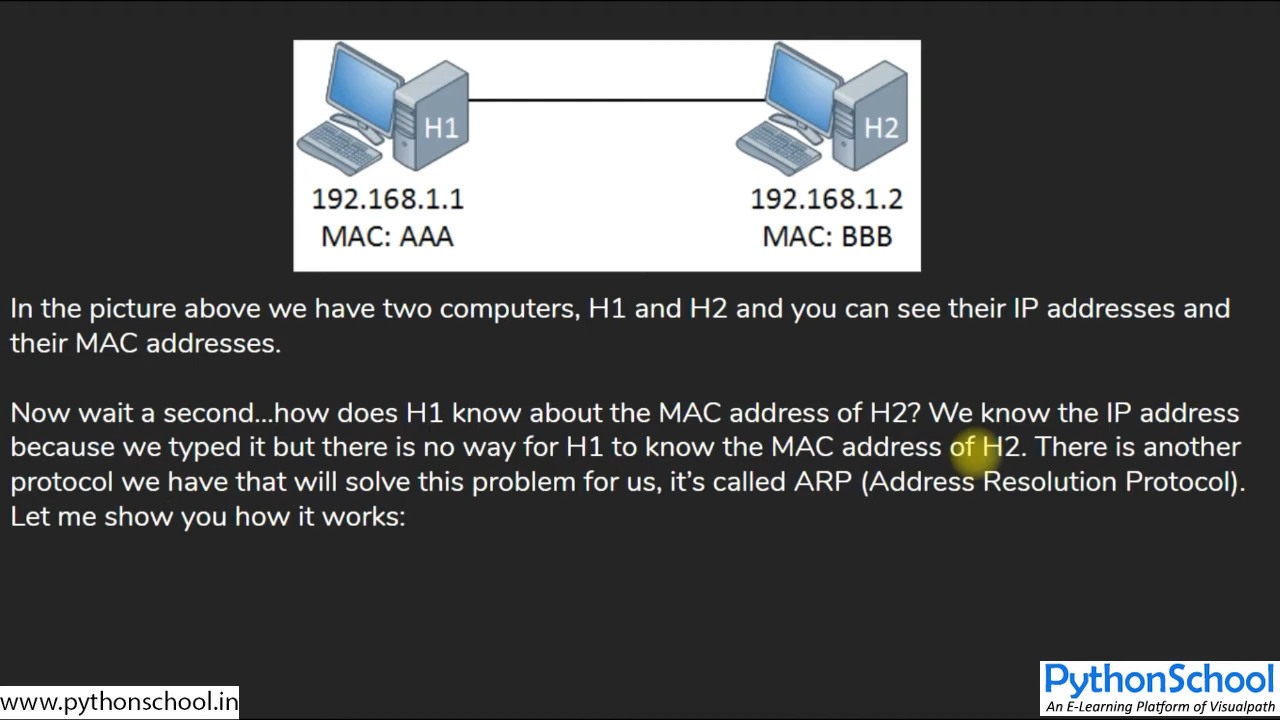 H1
H2
192.168.1.1
192.168.1.2
MAC: AAA
MAC: BBB
In the picture above we have two computers, H1 and H2 and you can see their IP addresses and
their MAC addresses.
Now wait a second...how does H1 know about the MAC address of H2? We know the IP address
because we typed it but there is no way for H1 to know the MAC address of H2. There is another
protocol we have that will solve this problem for us, it’s called ARP (Address Resolution Protocol).
Let me show you how it works:
PythonSchool
An E-Learning Platform of Visualpath
www.pythonschool.in